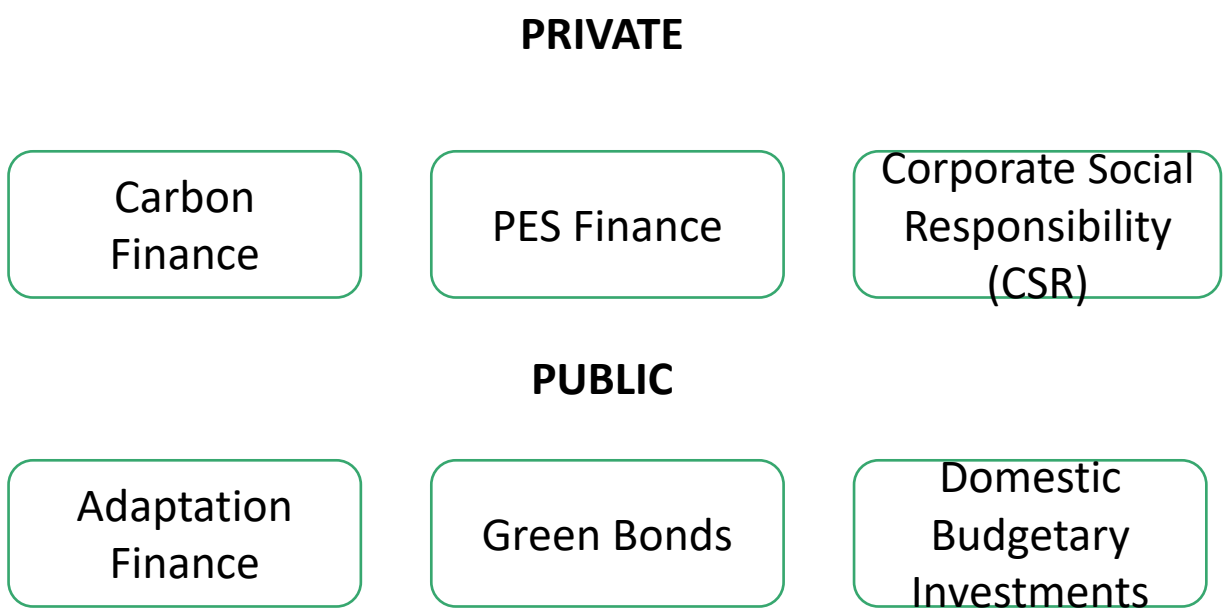 PRIVATE
Carbon
Finance
PES Finance
Corporate Social
Responsibility
(CSR)
PUBLIC
Adaptation
Finance
Green Bonds
Domestic
Budgetary
Investments